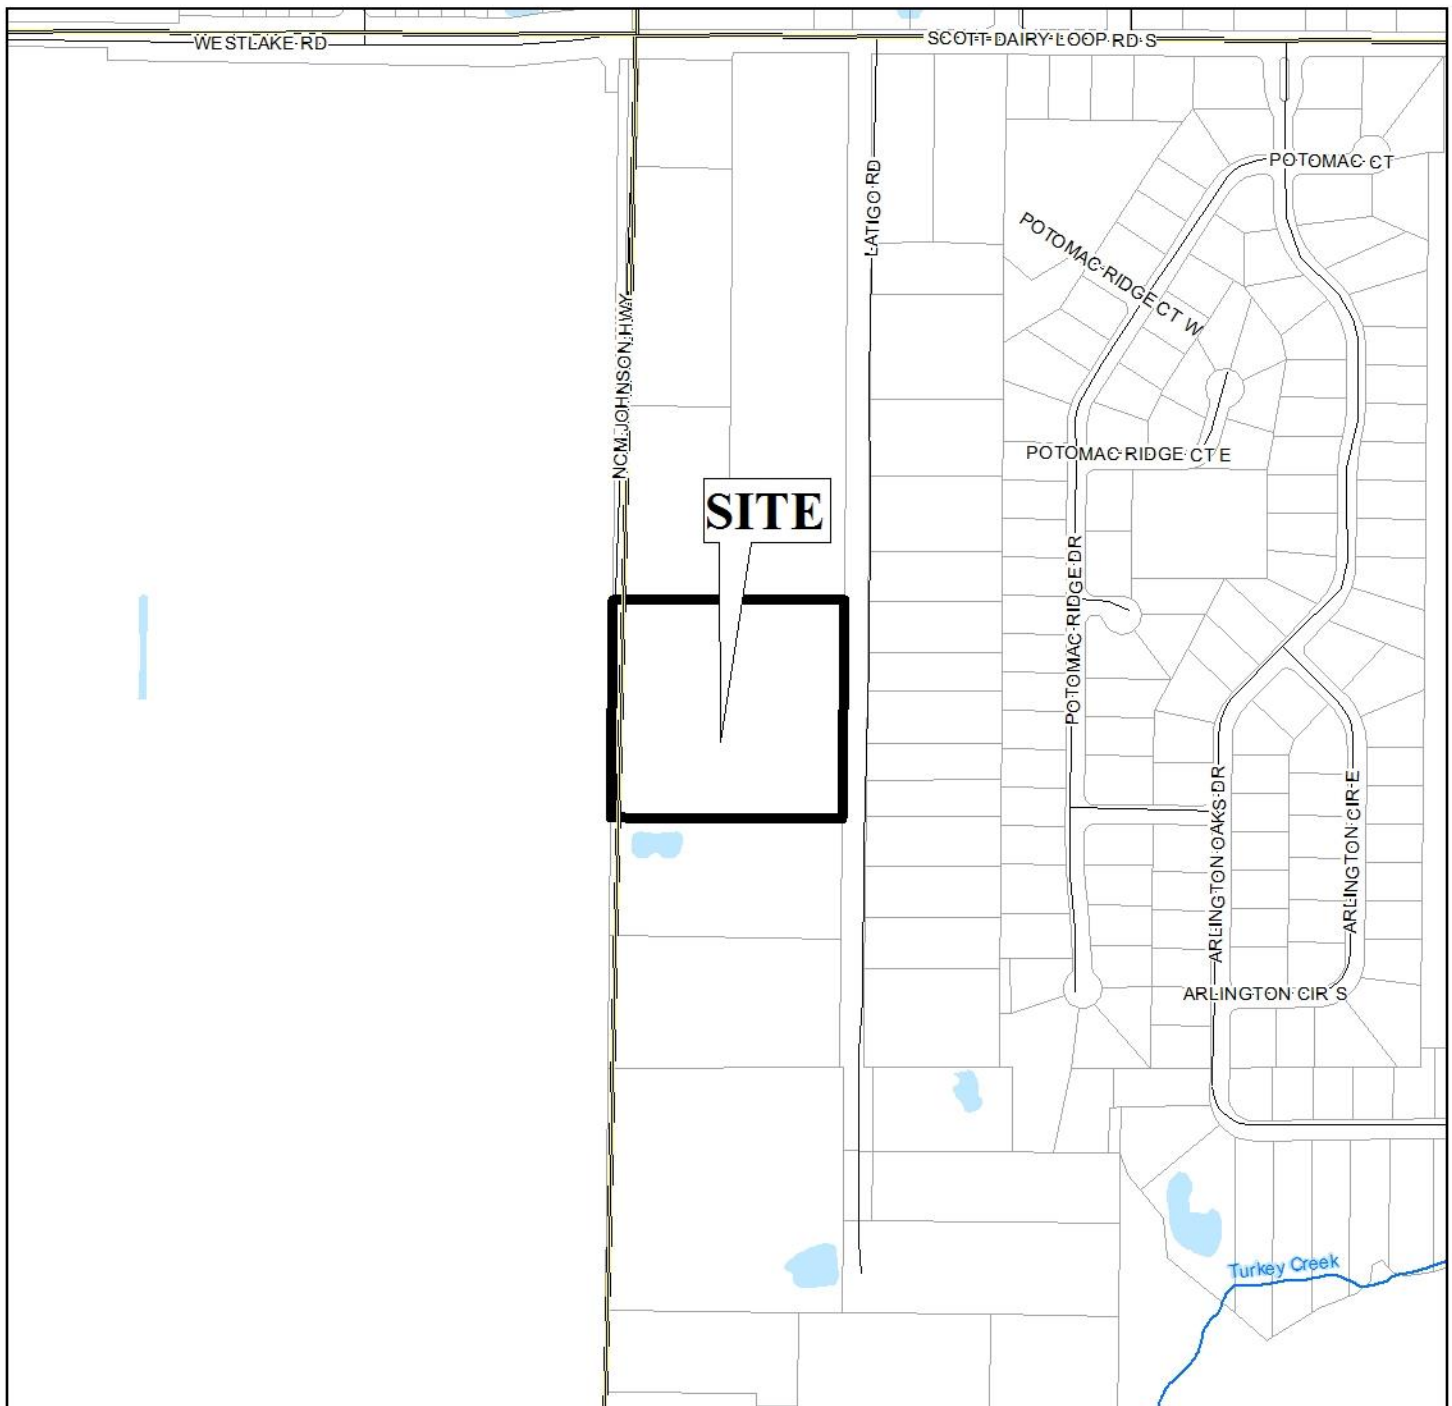 WESTLAKE RD
SCOTT DAIRY LOOP RD S
POTOMAC CT
LATIGO RD
POTOMAC RIDGE CT W
NCM JOHNSON HWY
POTOMAC RIDGE CT E
SITE
POTOMAC RIDGE DR
ARLINGTON OAKS DR
ARLINGTON CIR E
ARLINGTON CIR S
Turkey Creek